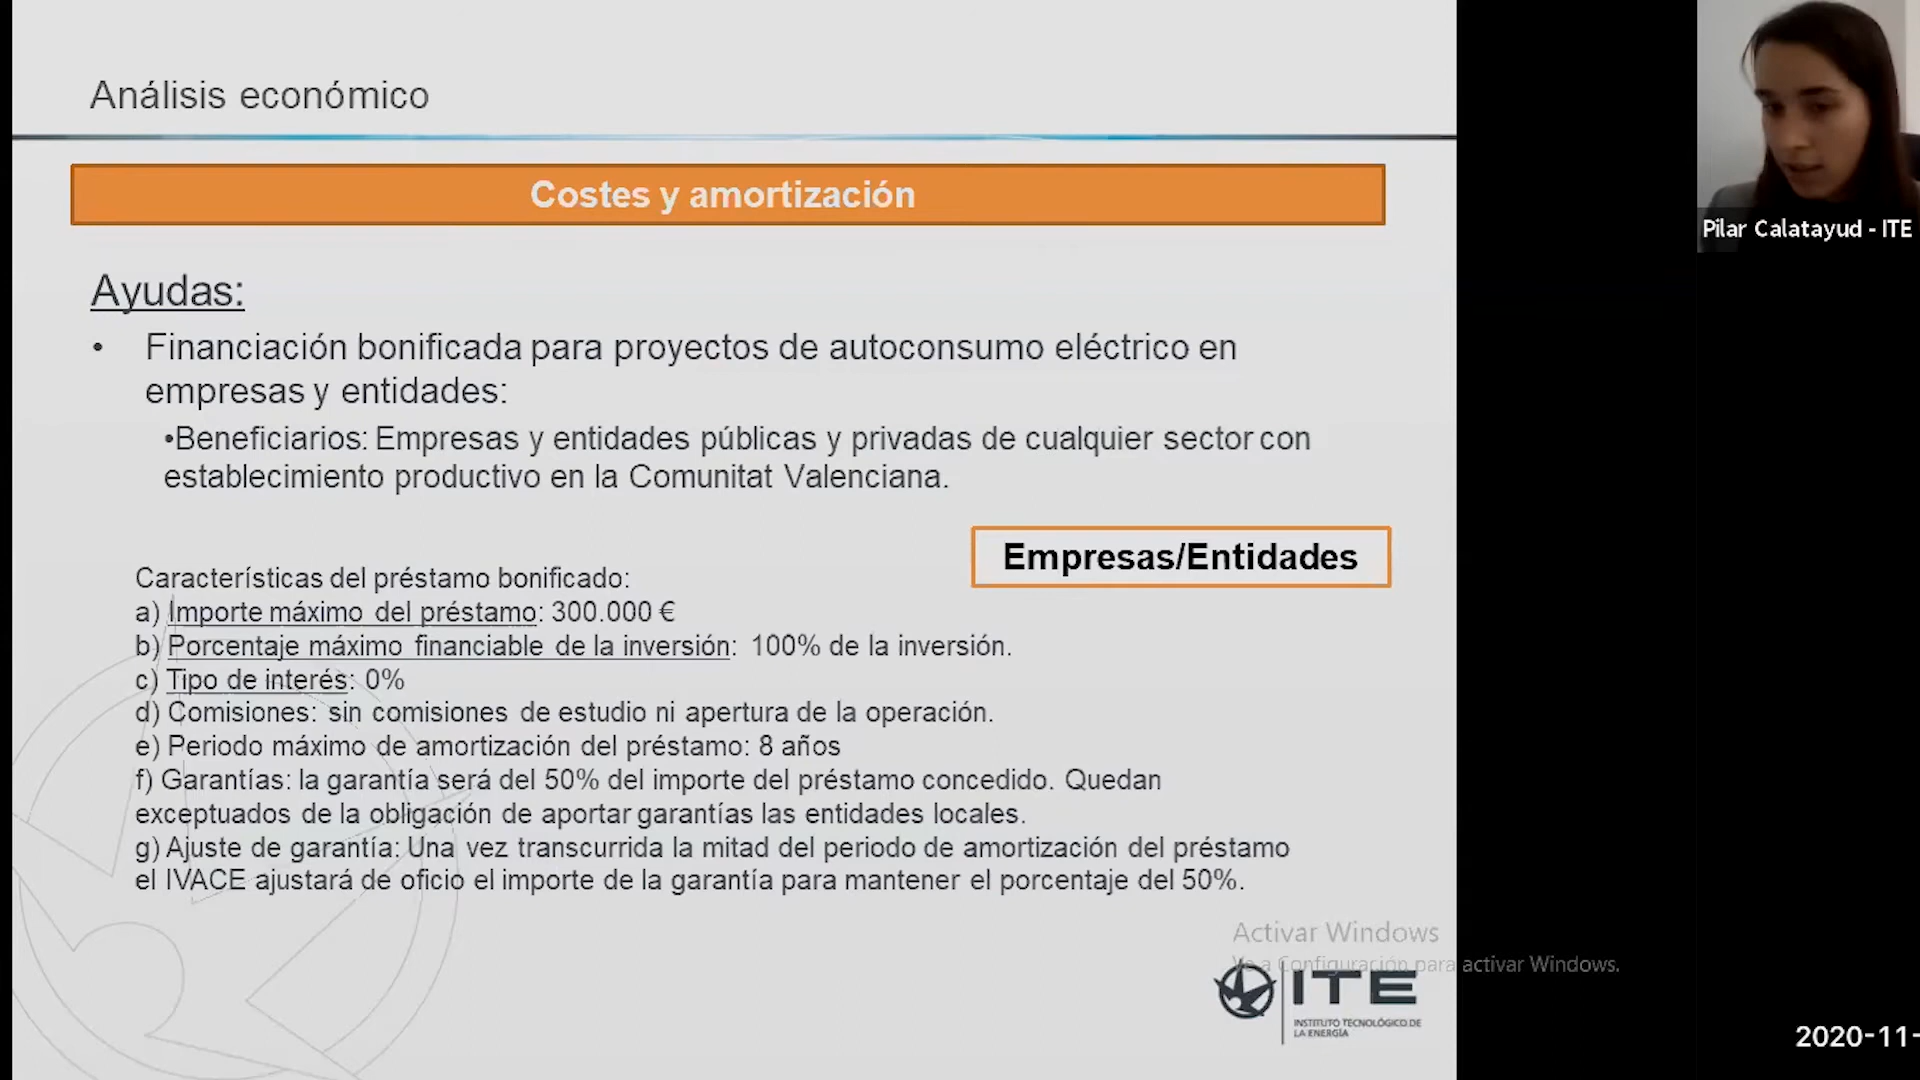 Análisis económico
Costes y amortización
Pilar Calatayud - ITE
Ayudas:
• Financiación bonificada para proyectos de autoconsumo eléctrico en
empresas y entidades:
•Beneficiarios: Empresas y entidades públicas y privadas de cualquier sector con
establecimiento productivo en la Comunitat Valenciana.
Empresas/Entidades
Características del préstamo bonificado:
a) Importe máximo del préstamo: 300.000 €
b) Porcentaje máximo financiable de la inversión: 100% de la inversión.
c) Tipo de interés: 0%
d) Comisiones: sin comisiones de estudio ni apertura de la operación.
e) Periodo máximo de amortización del préstamo: 8 años
f) Garantías: la garantía será del 50% del importe del préstamo concedido. Quedan
exceptuados de la obligación de aportar garantías las entidades locales.
g) Ajuste de garantía: Una vez transcurrida la mitad del periodo de amortización del préstamo
el IVACE ajustará de oficio el importe de la garantía para mantener el porcentaje del 50%.
Activar Windows
Ve a Configuración para activar Windows.
ITE
INSTITUTO TECNOLÓGICO DE
LA ENERGÍA
2020-11-